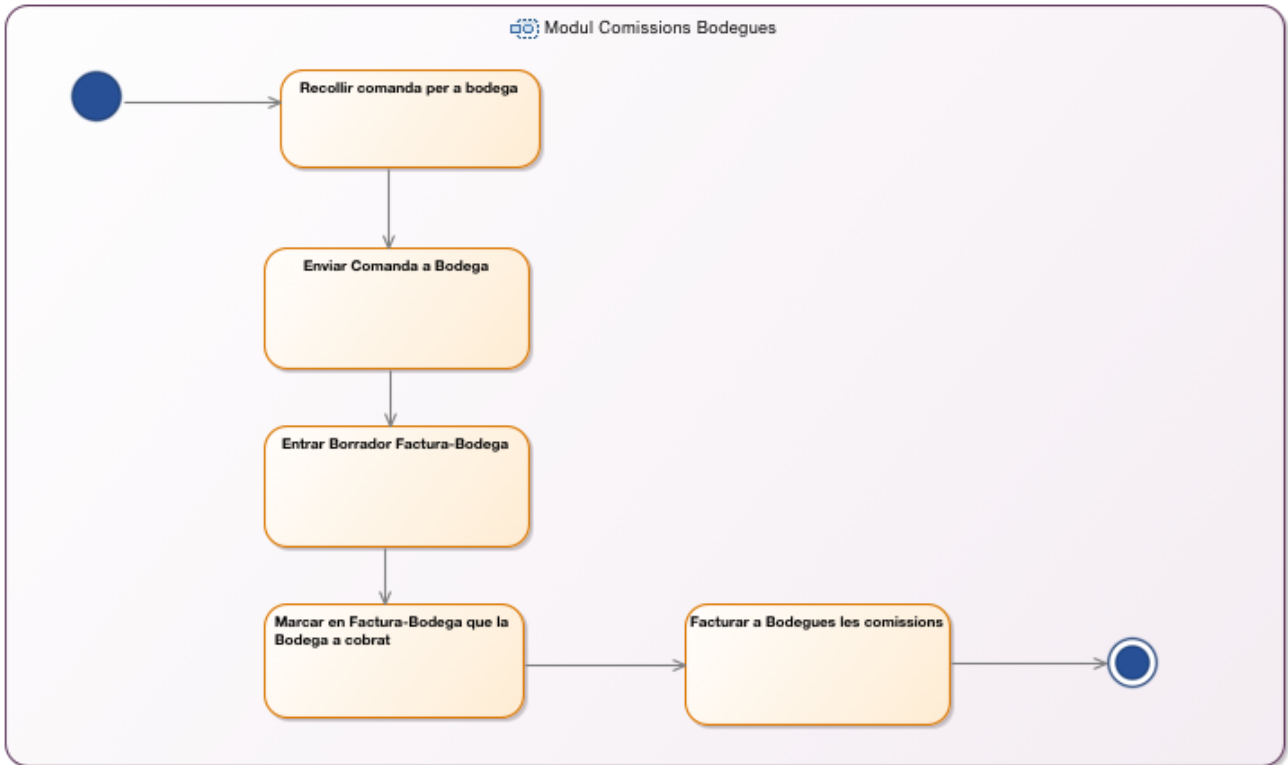 Modul Comissions Bodegues
Recollir comanda per a bodega
Enviar Comanda a Bodega
Entrar Borrador Factura-Bodega
Marcar en Factura-Bodega que la
Bodega a cobrat
Facturar a Bodegues les comissions